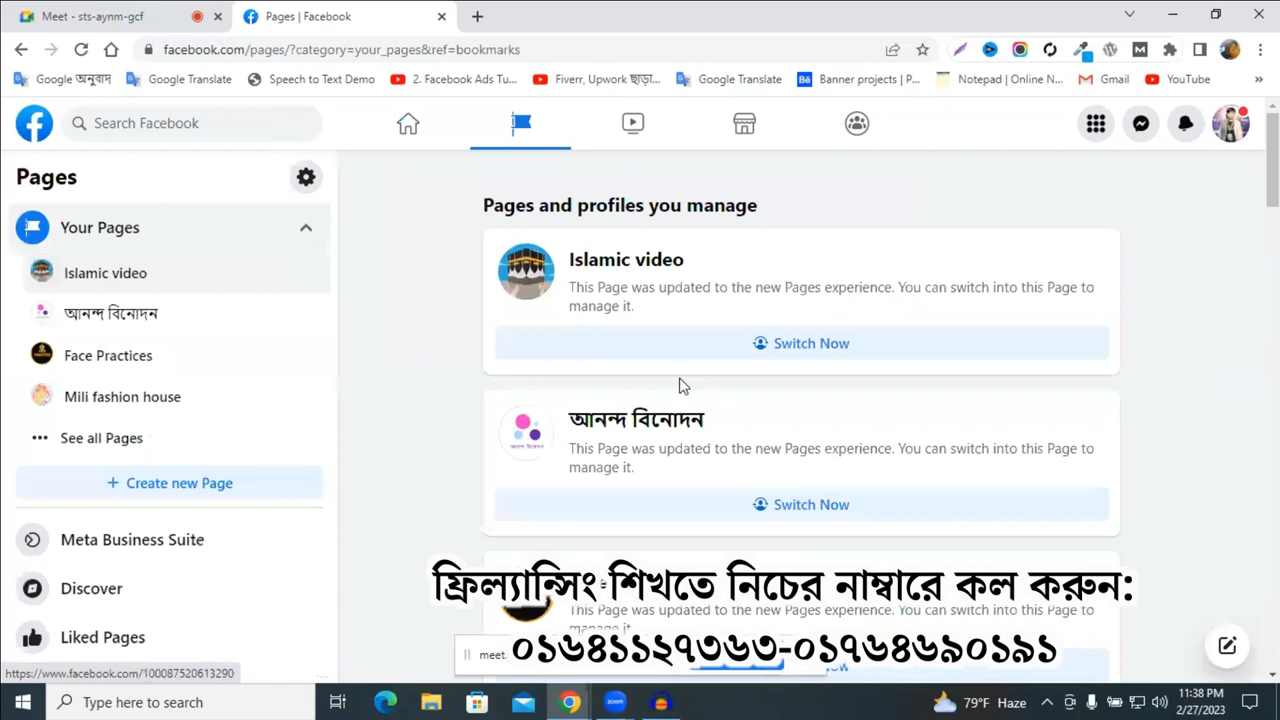 Meet - sts-aynm-gcf
Pages | Facebook
facebook.com/pages/?category=your_pages&ref=bookmarks
Google অনুবাদ
Google Translate
Speech to Text Demo
2. Facebook Ads Tu...
Fiverr, Upwork ছাড়া...
Google Translate
Banner projects | P...
Notepad | Online N...
Gmail
YouTube
Search Facebook
Pages
Your Pages
Islamic video
আনন্দ বিনোদন
Face Practices
Mili fashion house
See all Pages
+ Create new Page
Meta Business Suite
Discover
Liked Pages
https://www.facebook.com/100087520613290
Pages and profiles you manage
Islamic video
This Page was updated to the new Pages experience. You can switch into this Page to
manage it.
Switch Now
আনন্দ বিনোদন
This Page was updated to the new Pages experience. You can switch into this Page to
manage it.
Switch Now
ফ্রিল্যান্সিং শিখতে নিচের নাম্বারে কল করুন:
This Page was updated to the new Pages experience. You can switch into this Page to
meet.
০১৬৪১১২৭৩৬৩-০১৭৬৪৬৯০১৯১
Type here to search
79°F Haze
11:38 PM
2/27/2023